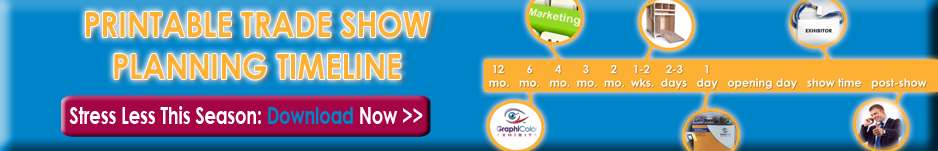 PRINTABLE TRADE SHOW
PLANNING TIMELINE
Stress Less This Season: Download Now >>
Marketing
EXHIBITOR
12 mo.
6 mo.
4 mo.
3 mo.
2 mo.
1-2 wks.
2-3 days
1 day
opening day
show time
post-show
GraphiColor
EXHIBITS